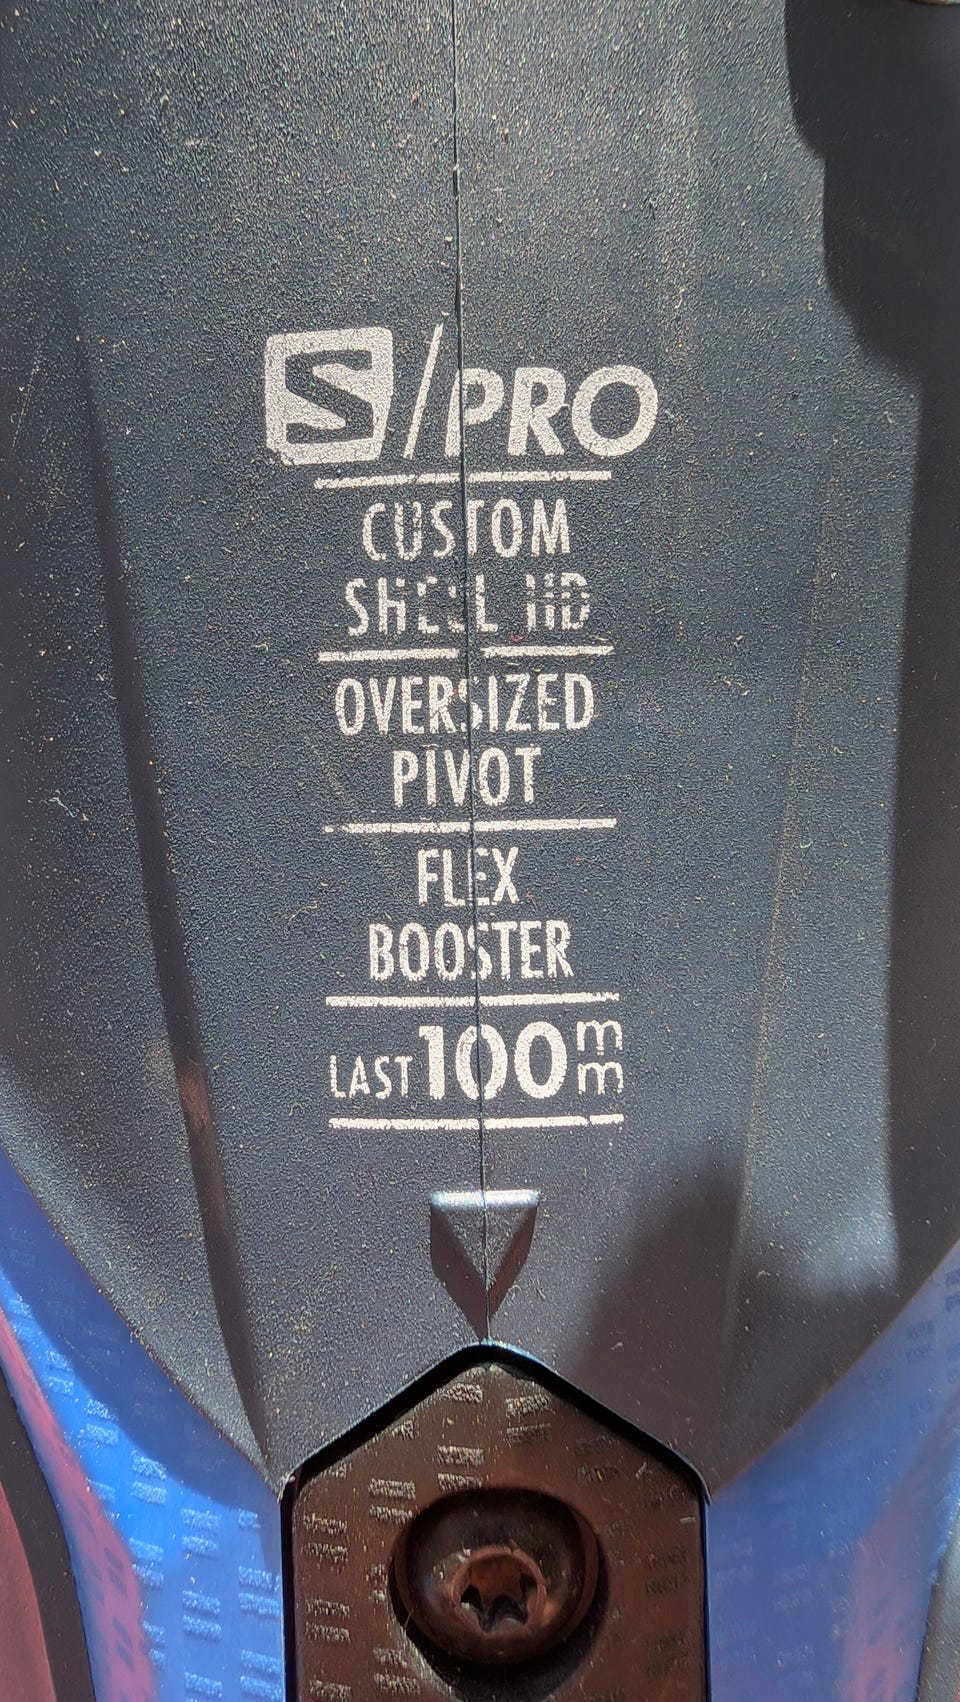 S/PRO
CUSTOM
SHELL HD
OVERSIZED
PIVOT
FLEX
BOOSTER
LAST 100mm